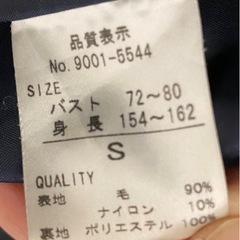 品質表示
No.9001-5544
SIZE
バスト 72～80
身長 154～162
S
QUALITY
表地 毛 90%
ナイロン 10%
裏地 ポリエステル 100%